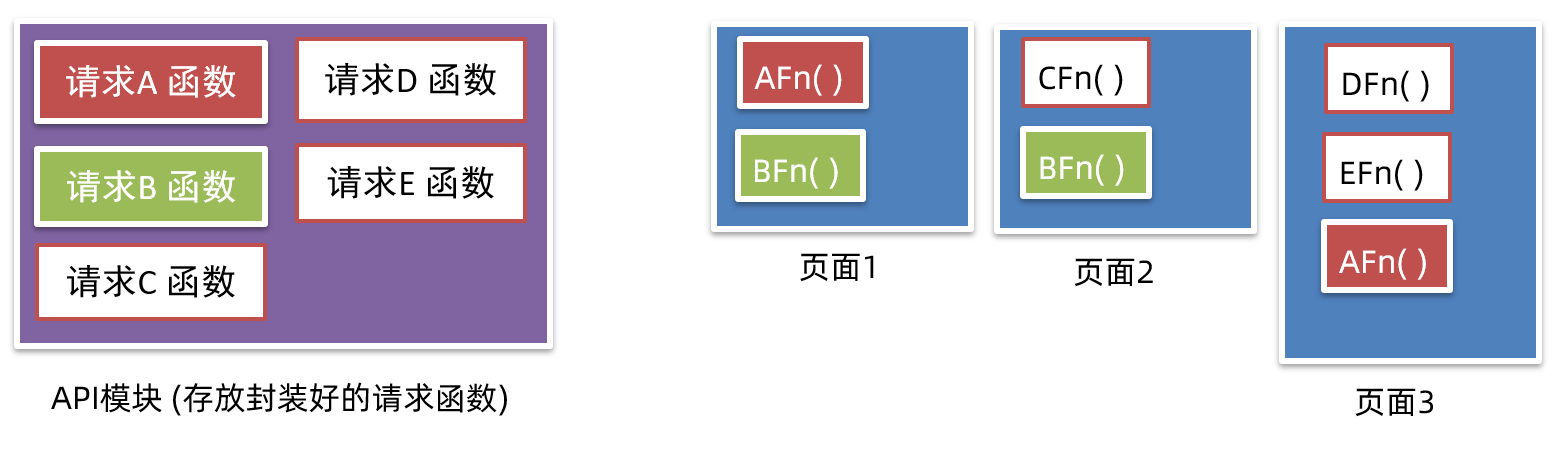 请求A 函数
请求D 函数
请求B 函数
请求E 函数
请求C 函数
API模块 (存放封装好的请求函数)
AFn( )
BFn( )
页面1
CFn( )
BFn( )
页面2
DFn( )
EFn( )
AFn( )
页面3